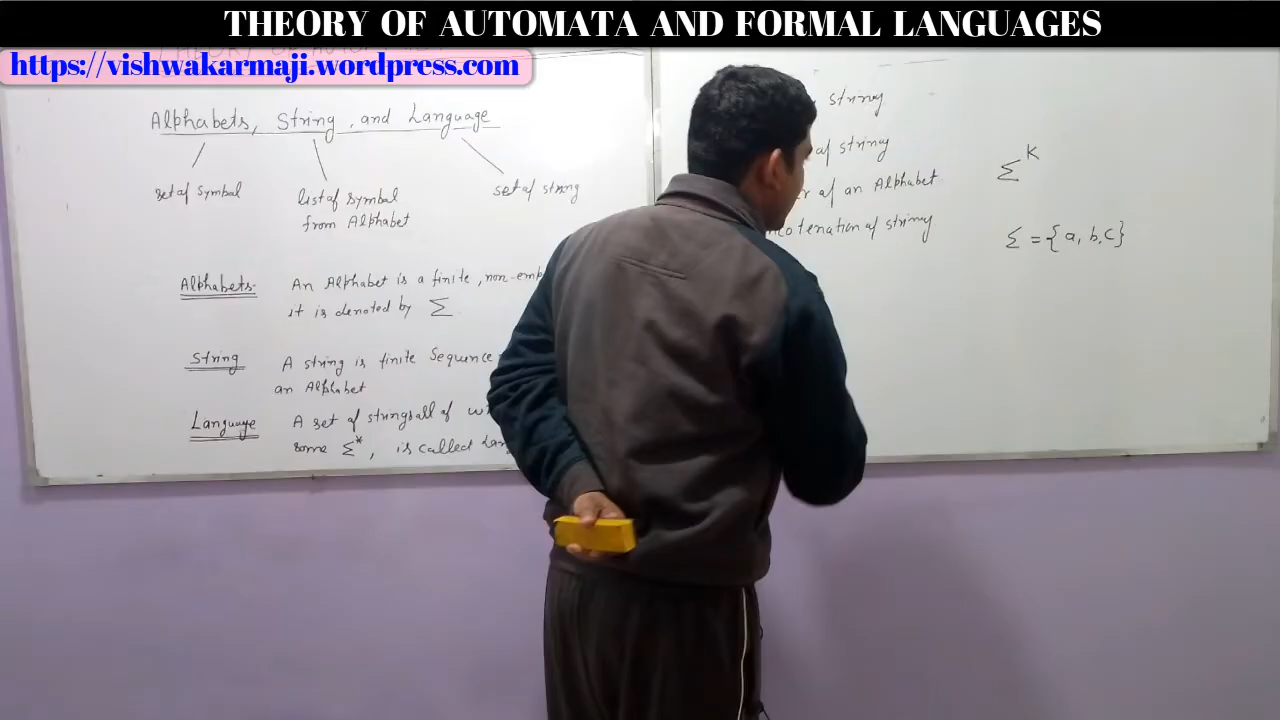 THEORY OF AUTOMATA AND FORMAL LANGUAGES
https://vishwakarmaji.wordpress.com
Alphabets, String, and Language
set of symbol
list of symbol
from Alphabet
set of string
Alphabets-
An Alphabet is a finite, non-emp
it is denoted by Σ
String
A string is finite Sequence
an Alphabet
Language
A set of strings all of
some Σ*, is called Lan
string
of string
of an Alphabet
ncotenation of string
Σ^K
Σ = {a, b, c}